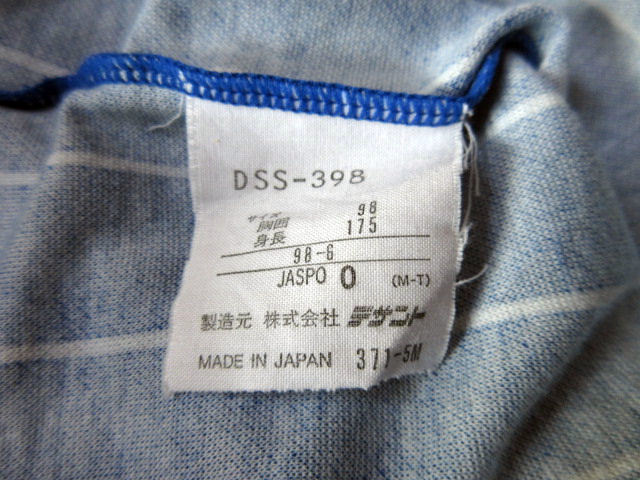 DSS-398
サイズ
胸囲 98
身長 175
98-6
JASPO O (M-T)
製造元 株式会社 デサント
MADE IN JAPAN 371-5M